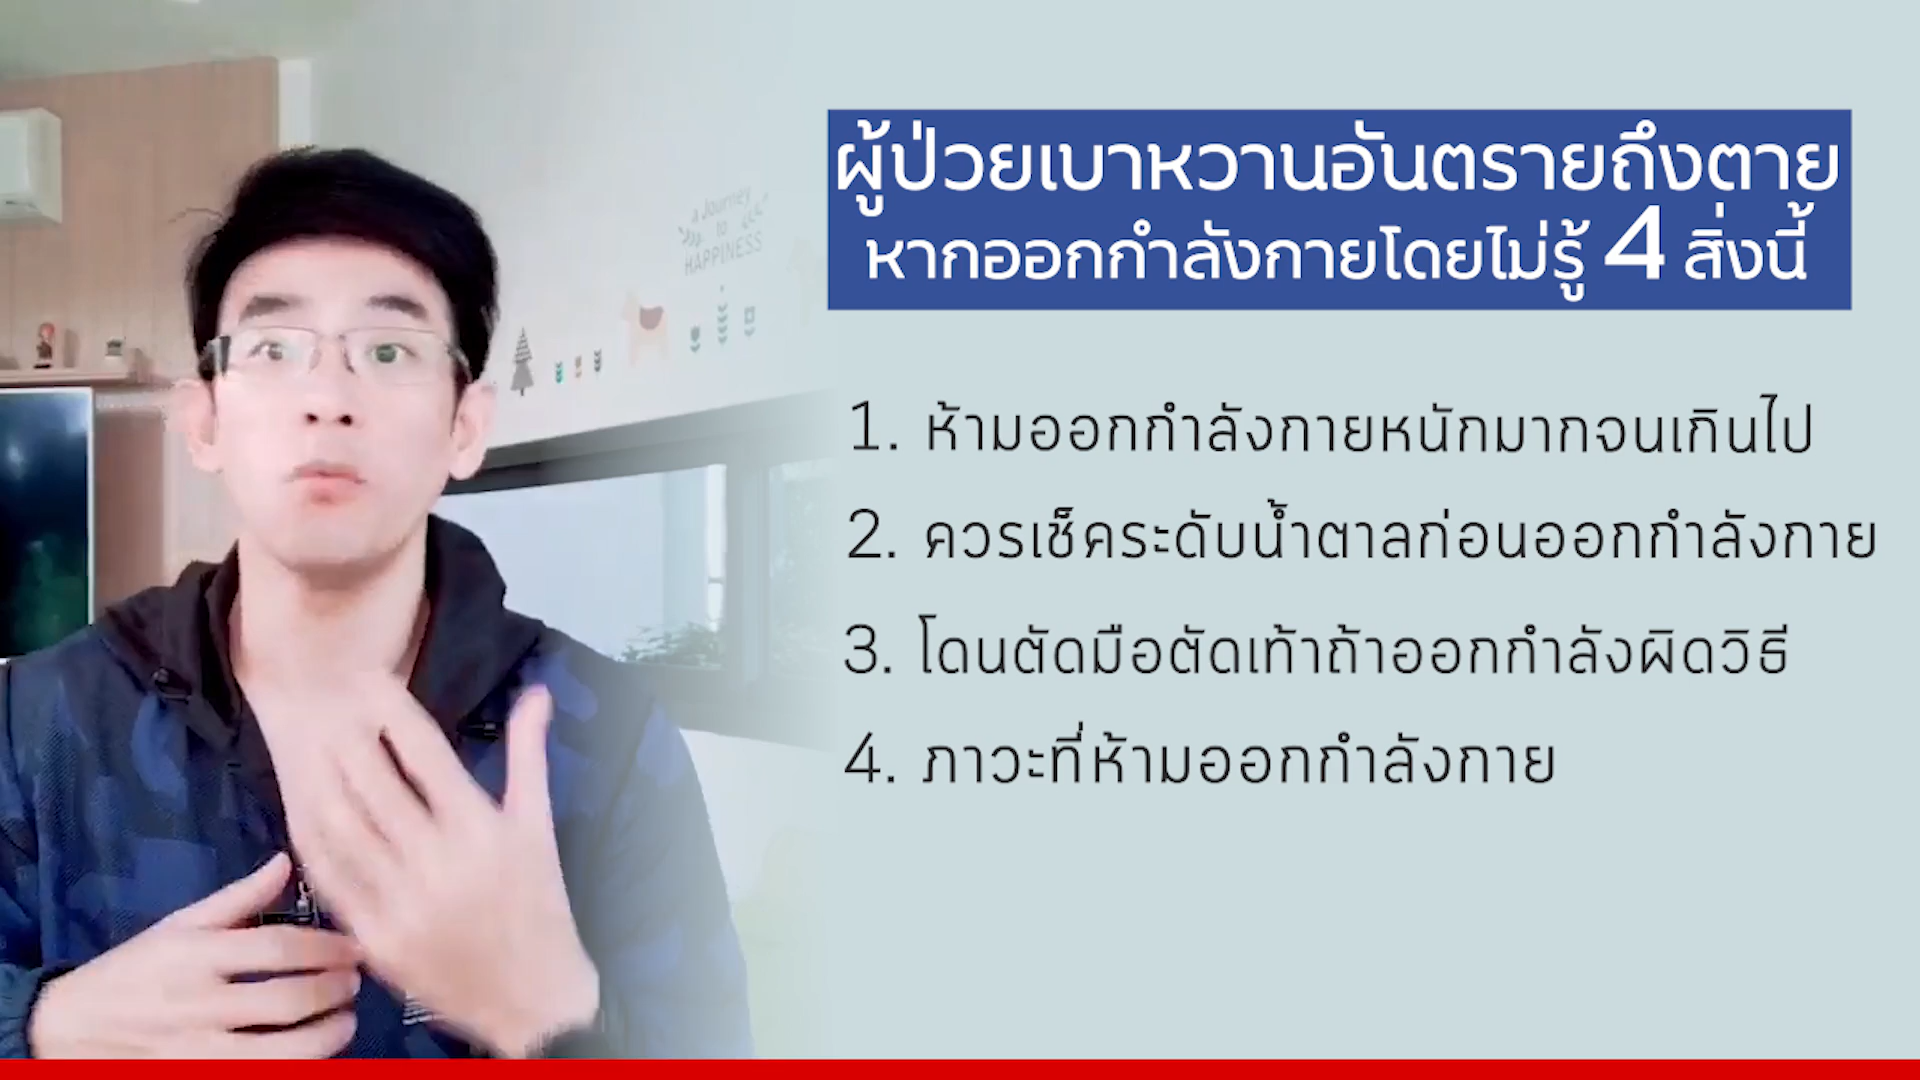 a Journey
to
HAPPINESS
ผู้ป่วยเบาหวานอันตรายถึงตาย
หากออกกำลังกายโดยไม่รู้ 4 สิ่งนี้
1. ห้ามออกกำลังกายหนักมากจนเกินไป
2. ควรเช็คระดับน้ำตาลก่อนออกกำลังกาย
3. โดนตัดมือตัดเท้าถ้าออกกำลังผิดวิธี
4. ภาวะที่ห้ามออกกำลังกาย